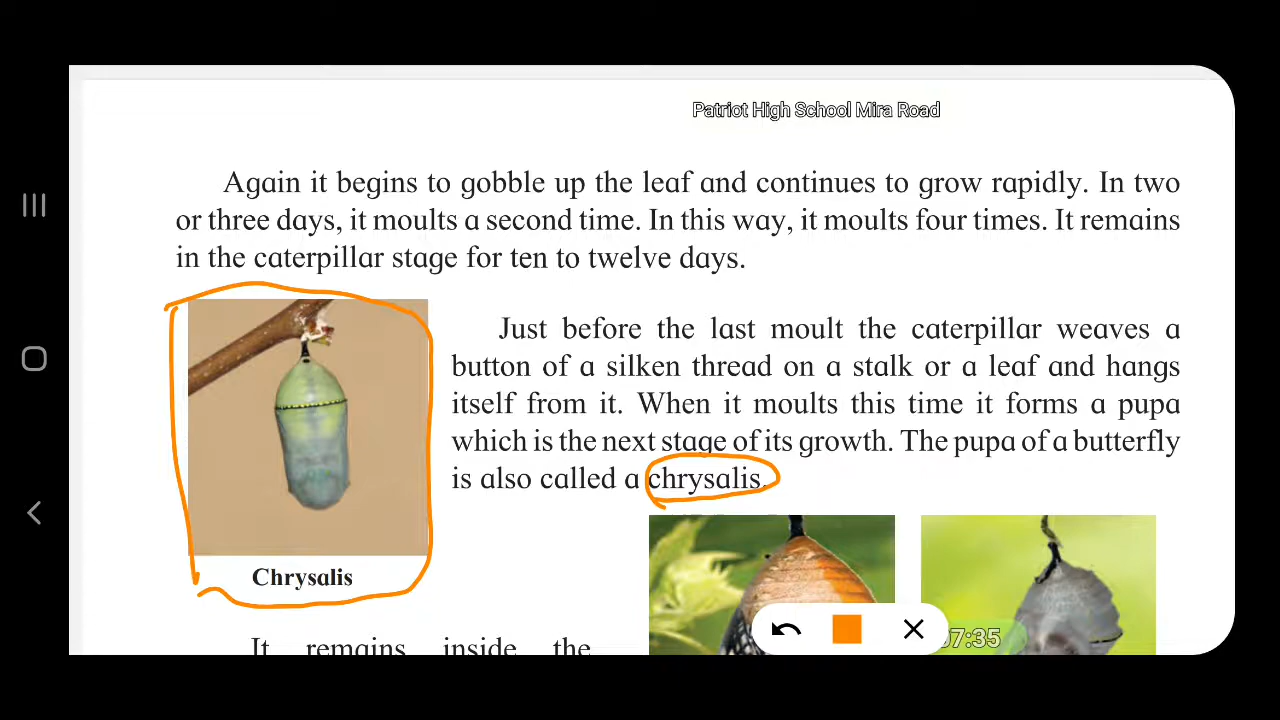 Patriot High School Mira Road
Again it begins to gobble up the leaf and continues to grow rapidly. In two
or three days, it moults a second time. In this way, it moults four times. It remains
in the caterpillar stage for ten to twelve days.
Just before the last moult the caterpillar weaves a
button of a silken thread on a stalk or a leaf and hangs
itself from it. When it moults this time it forms a pupa
which is the next stage of its growth. The pupa of a butterfly
is also called a chrysalis.
Chrysalis
It remains inside the
07:35